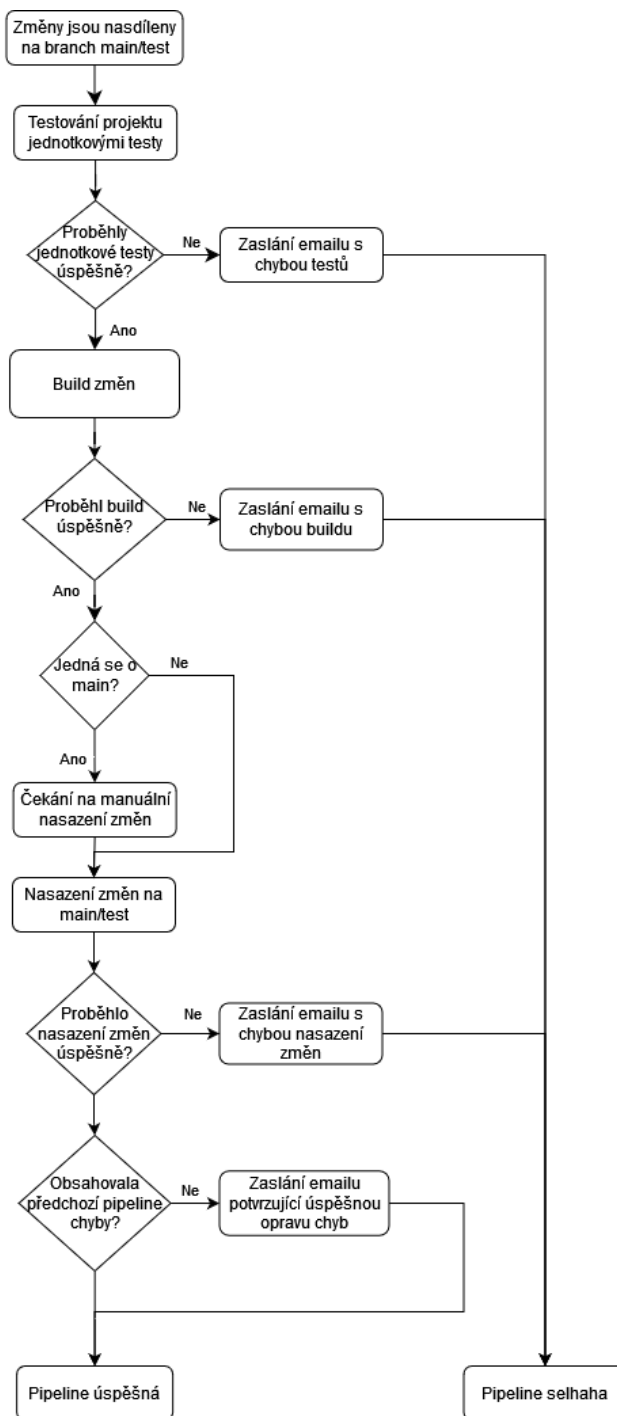 Změny jsou nasdíleny
na branch main/test
Testování projektu
jednotkovými testy
Proběhly
jednotkové testy
úspěšně?
Ne
Zaslání emailu s
chybou testů
Ano
Build změn
Proběhl build
úspěšně?
Ne
Zaslání emailu s
chybou buildu
Ano
Jedná se o
main?
Ne
Ano
Čekání na manuální
nasazení změn
Nasazení změn na
main/test
Proběhlo
nasazení změn
úspěšně?
Ne
Zaslání emailu s
chybou nasazení
změn
Obsahovala
předchozí pipeline
chyby?
Ne
Zaslání emailu
potvrzující úspěšnou
opravu chyb
Pipeline úspěšná
Pipeline selhaha